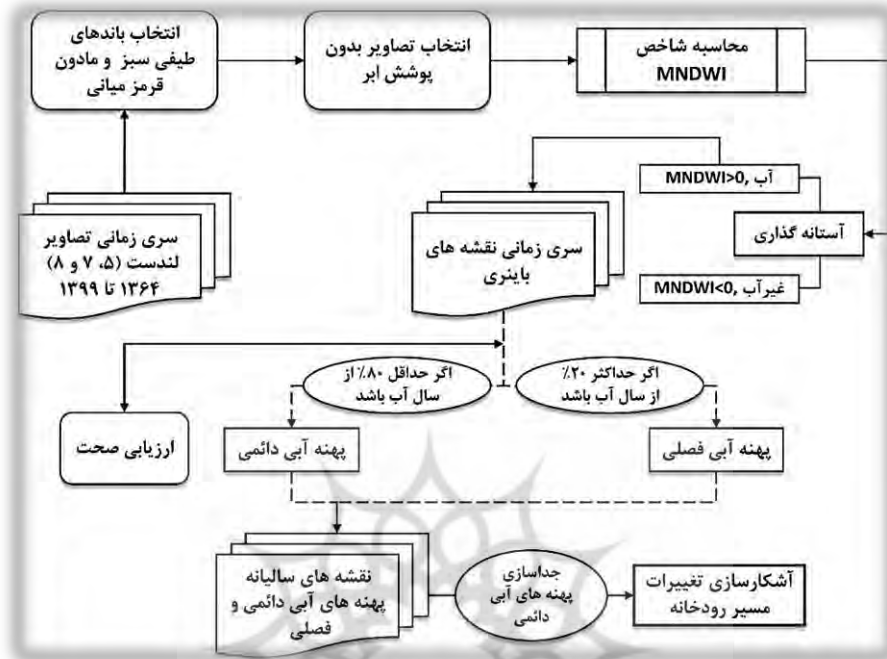 انتخاب باندهای
طیفی سبز و مادون
قرمز میانی
انتخاب تصاویر بدون
پوشش ابر
محاسبه شاخص
MNDWI
آب ,MNDWI>0
آستانه گذاری
غیرآب ,MNDWI<0
سری زمانی تصاویر
لندست (۵، ۷ و ۸)
۱۳۶۴ تا ۱۳۹۹
سری زمانی نقشه های
باینری
اگر حداقل ۸۰٪ از
سال آب باشد
اگر حداکثر ۲۰٪
از سال آب باشد
ارزیابی صحت
پهنه آبی دائمی
پهنه آبی فصلی
نقشه های سالیانه
پهنه های آبی دائمی و
فصلی
جداسازی
پهنه های آبی
دائمی
آشکارسازی تغییرات
مسیر رودخانه